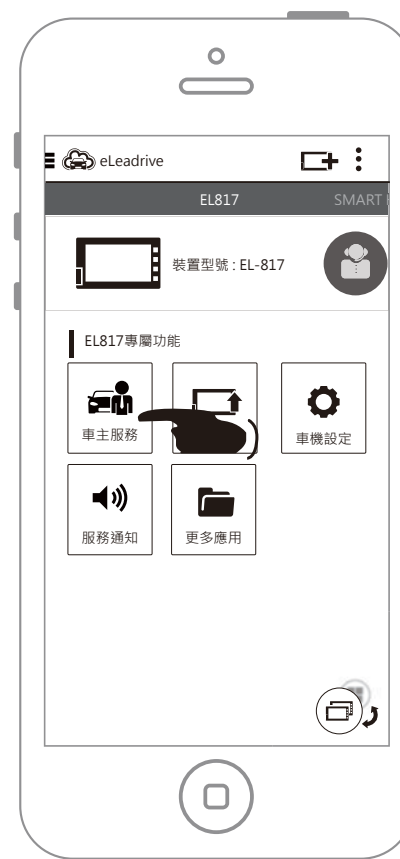 eLeadrive
EL817 SMART
裝置型號 : EL-817
EL817專屬功能
車主服務
車機設定
服務通知
更多應用